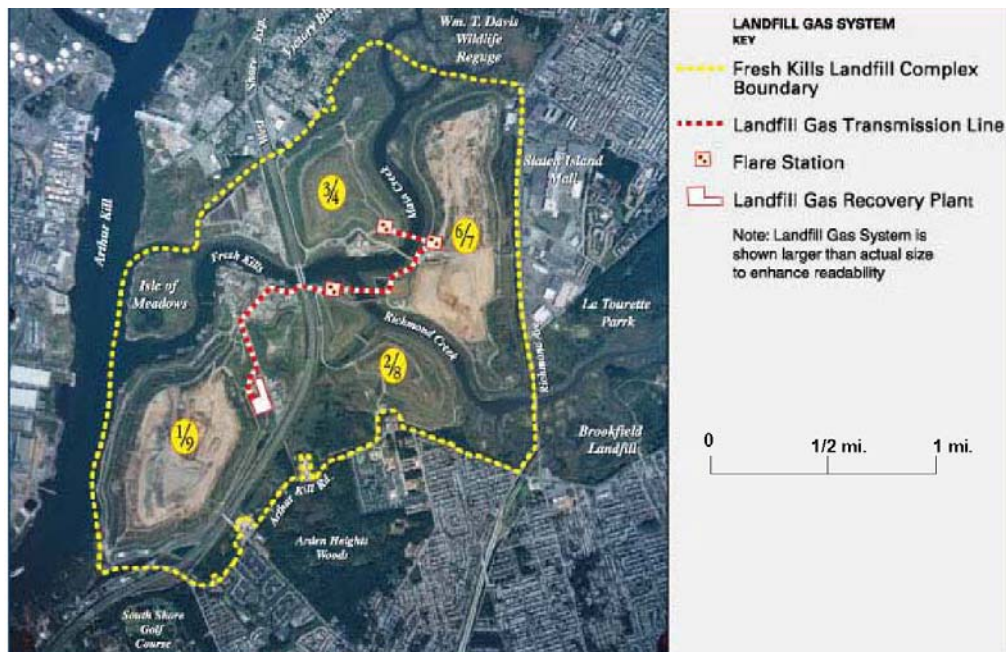 Wm. T. Davis
Wildlife
Reguge
Victory Blvd
Shore Exp.
3/4
Main Creek
Staten Island
Mall
6/7
Arthur Kill
Fresh Kills
Isle of
Meadows
La Tourette
Parrk
Richmond Creek
Richmond Ave
2/8
1/9
Brookfield
Landfill
Arthur Kill Rd.
Arden Heights
Woods
South Shore
Golf
Course
LANDFILL GAS SYSTEM
KEY
Fresh Kills Landfill Complex
Boundary
Landfill Gas Transmission Line
Flare Station
Landfill Gas Recovery Plant
Note: Landfill Gas System is
shown larger than actual size
to enhance readability
0 1/2 mi. 1 mi.